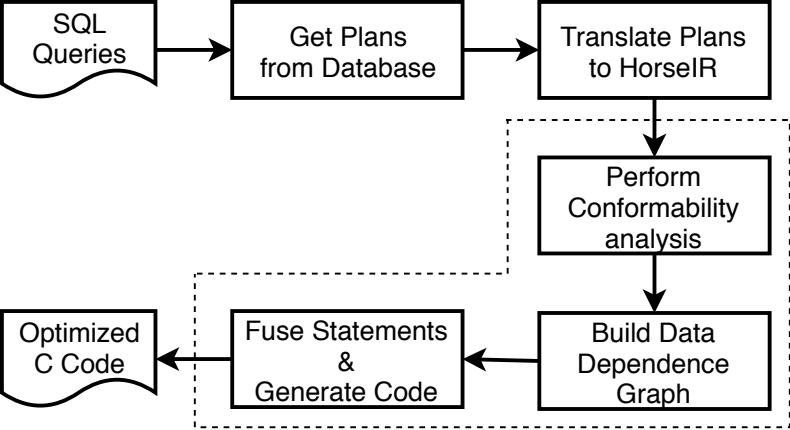 SQL
Queries
Get Plans
from Database
Translate Plans
to HorseIR
Perform
Conformability
analysis
Build Data
Dependence
Graph
Fuse Statements
&
Generate Code
Optimized
C Code